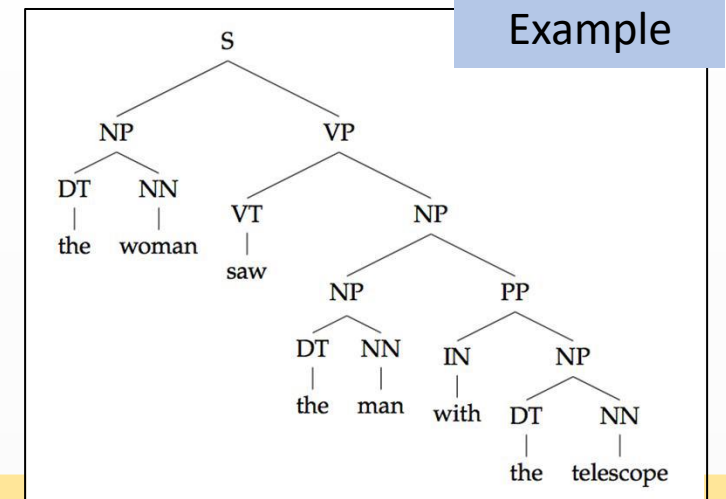 Example
S
NP VP
DT NN
VT NP
the woman
saw
NP PP
DT NN IN NP
the man with DT NN
the telescope